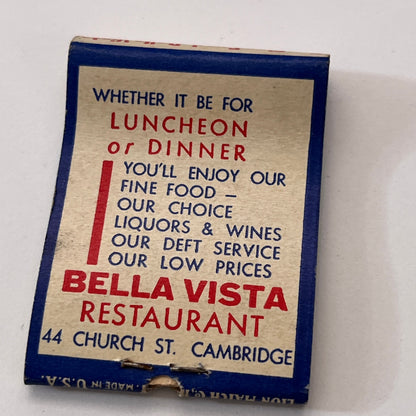 WHETHER IT BE FOR
LUNCHEON
or DINNER
YOU'LL ENJOY OUR
FINE FOOD –
OUR CHOICE
LIQUORS & WINES
OUR DEFT SERVICE
OUR LOW PRICES
BELLA VISTA
RESTAURANT
44 CHURCH ST. CAMBRIDGE
MADE IN U.S.A.